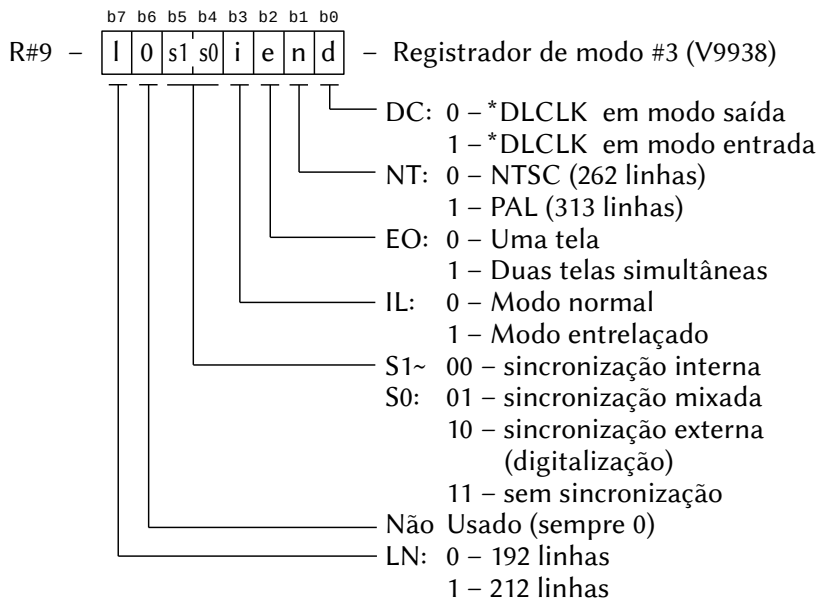 b7 b6 b5 b4 b3 b2 b1 b0
R#9 – l 0 s1 s0 i e n d – Registrador de modo #3 (V9938)
DC: 0 – *DLCLK em modo saída
1 – *DLCLK em modo entrada
NT: 0 – NTSC (262 linhas)
1 – PAL (313 linhas)
EO: 0 – Uma tela
1 – Duas telas simultâneas
IL: 0 – Modo normal
1 – Modo entrelaçado
S1~ 00 – sincronização interna
S0: 01 – sincronização mixada
10 – sincronização externa
(digitalização)
11 – sem sincronização
Não Usado (sempre 0)
LN: 0 – 192 linhas
1 – 212 linhas